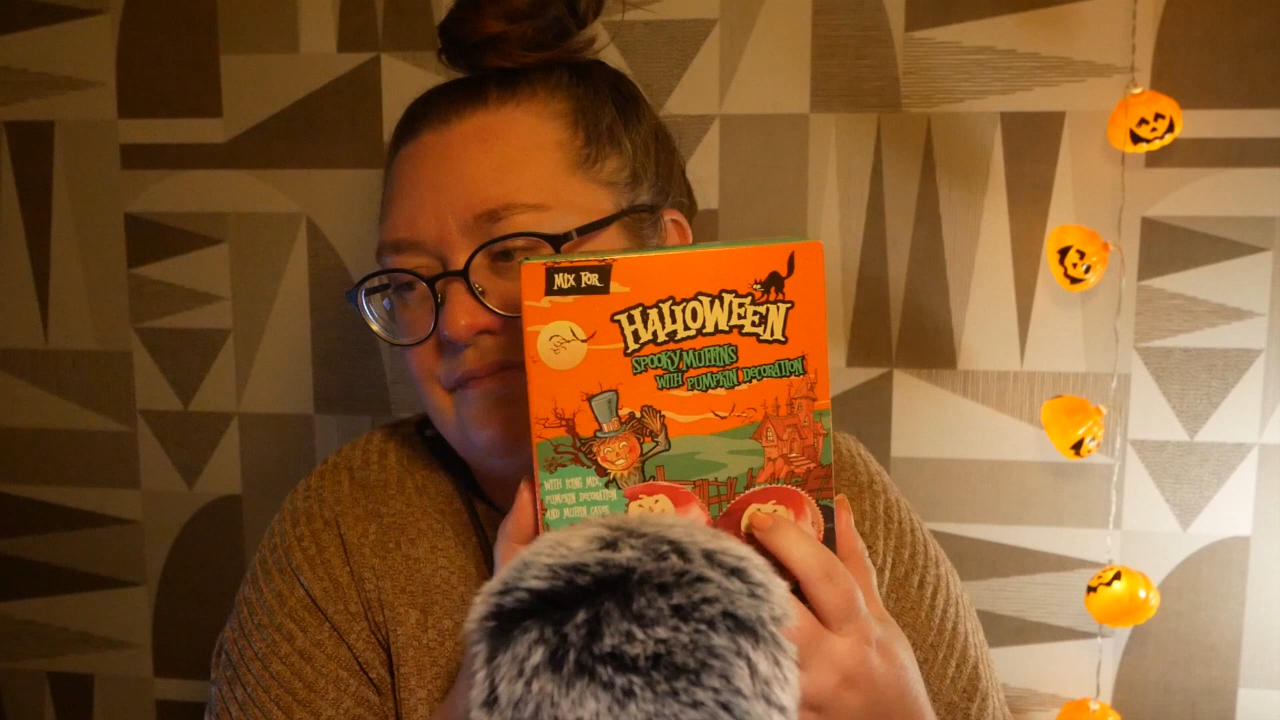 MIX FOR
HALLOWEEN
SPOOKY MUFFINS
WITH PUMPKIN DECORATION
WITH ICING MIX,
PUMPKIN DECORATION
AND MUFFIN CASES